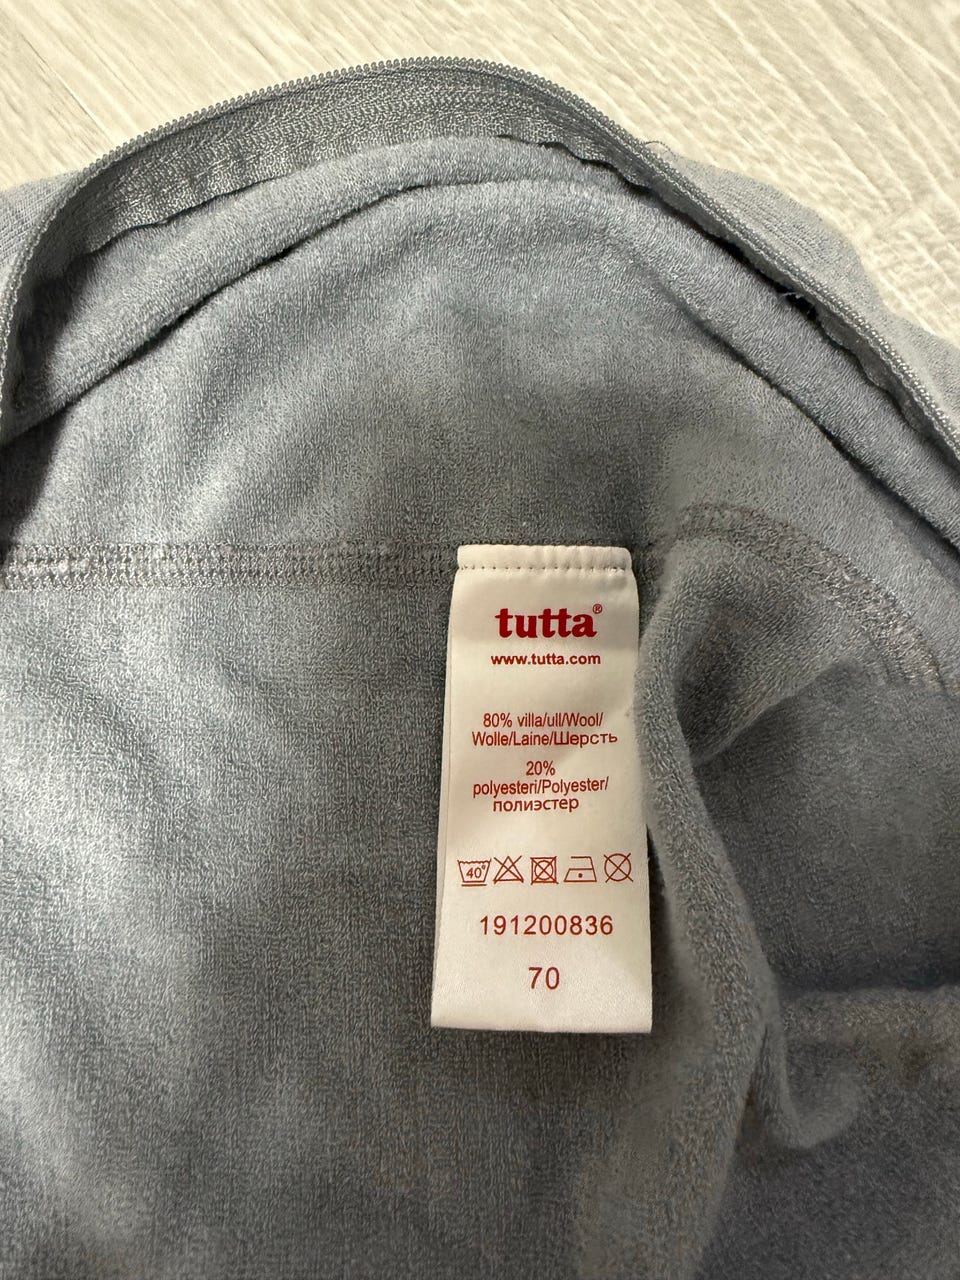 tutta®
www.tutta.com
80% villa/ull/Wool/
Wolle/Laine/Шерсть
20%
polyesteri/Polyester/
полиэстер
40°
191200836
70